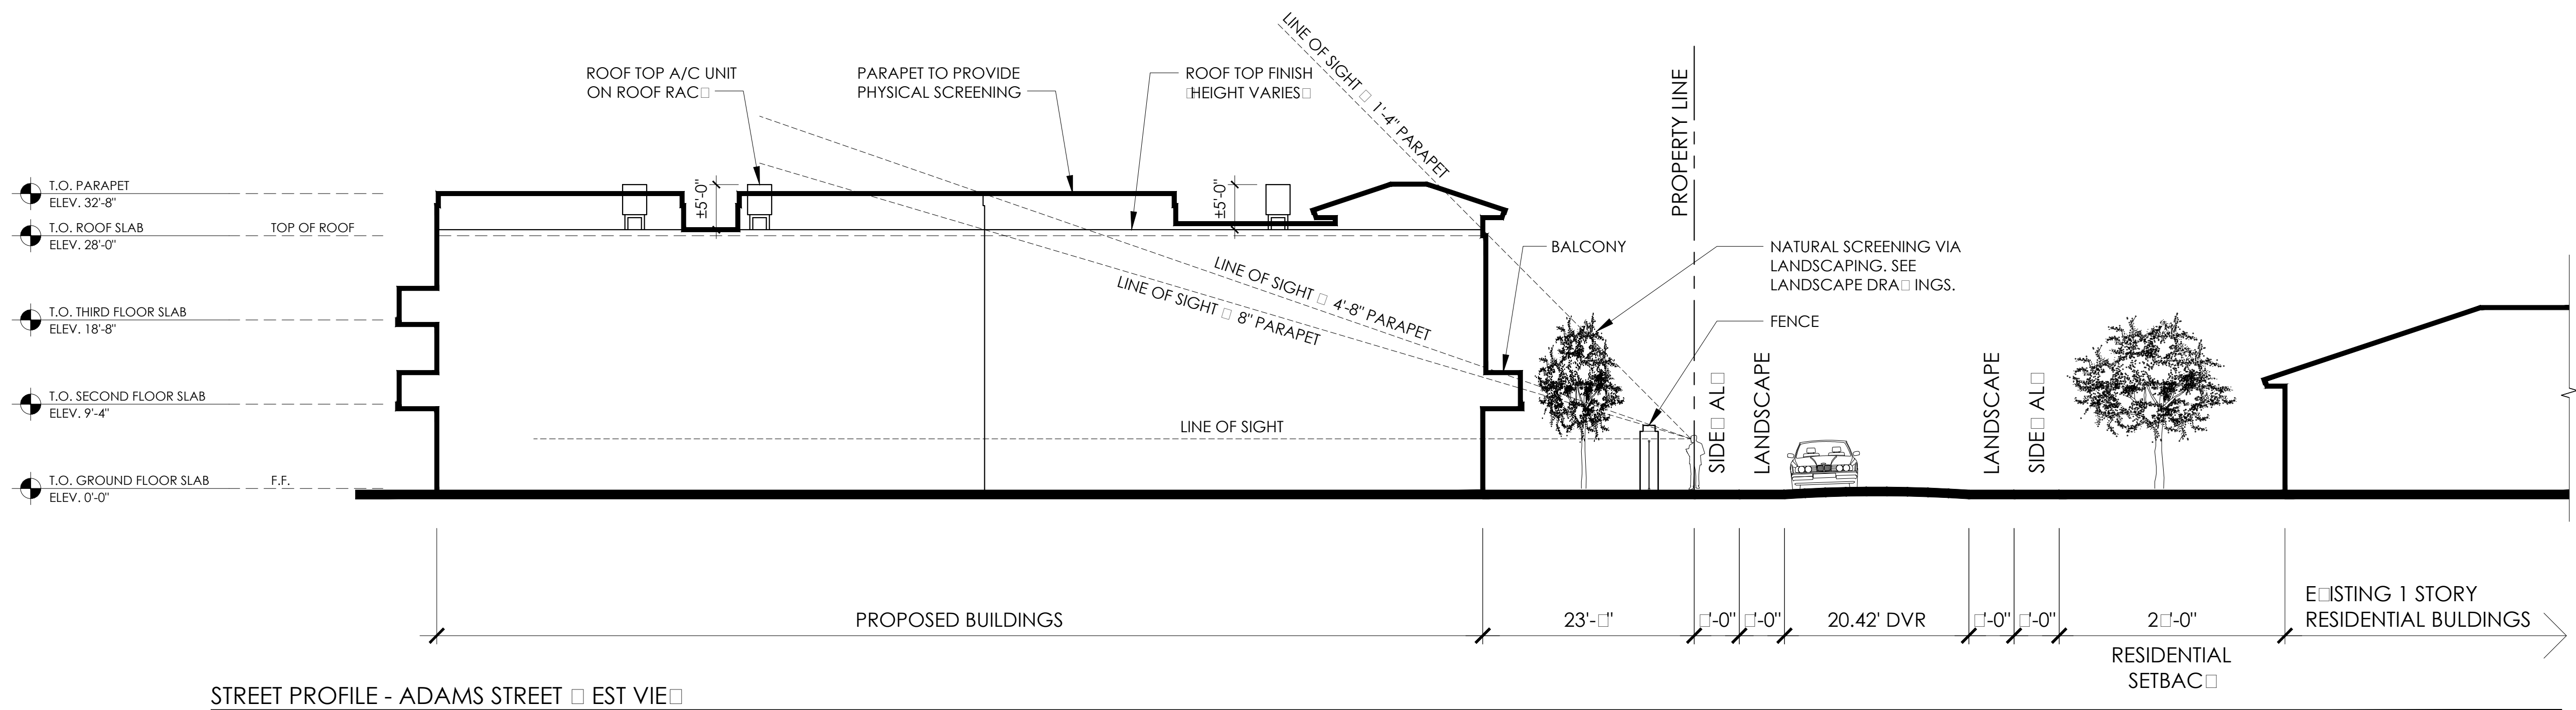 LINE OF SIGHT □ 1'-4" PARAPET
ROOF TOP A/C UNIT
ON ROOF RAC□
PARAPET TO PROVIDE
PHYSICAL SCREENING
ROOF TOP FINISH
□HEIGHT VARIES□
PROPERTY LINE
T.O. PARAPET
ELEV. 32'-8"
T.O. ROOF SLAB
TOP OF ROOF
ELEV. 28'-0"
±5'-0"
±5'-0"
BALCONY
NATURAL SCREENING VIA
LANDSCAPING. SEE
LANDSCAPE DRA□INGS.
LINE OF SIGHT □ 4'-8" PARAPET
LINE OF SIGHT □ 8" PARAPET
T.O. THIRD FLOOR SLAB
ELEV. 18'-8"
FENCE
T.O. SECOND FLOOR SLAB
ELEV. 9'-4"
LINE OF SIGHT
SIDE□AL□
LANDSCAPE
LANDSCAPE
SIDE□AL□
T.O. GROUND FLOOR SLAB
F.F.
ELEV. 0'-0"
PROPOSED BUILDINGS
23'-□"
□'-0"
□'-0"
20.42' DVR
□'-0"
□'-0"
2□'-0"
E□ISTING 1 STORY
RESIDENTIAL BULDINGS
RESIDENTIAL
SETBAC□
STREET PROFILE - ADAMS STREET □EST VIE□